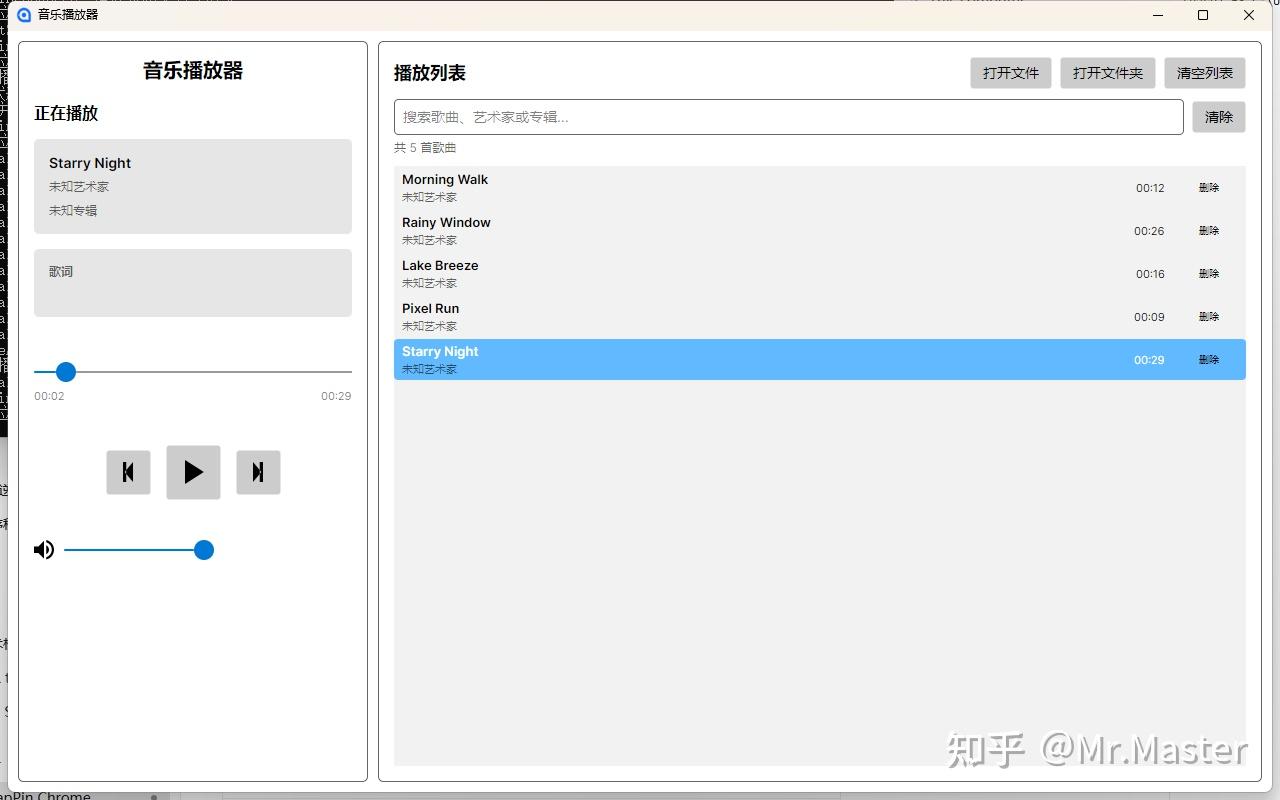 音乐播放器
音乐播放器
正在播放
Starry Night
未知艺术家
未知专辑
歌词
00:02 00:29
播放列表
打开文件 打开文件夹 清空列表
搜索歌曲、艺术家或专辑...
清除
共 5 首歌曲
Morning Walk
未知艺术家
00:12 删除
Rainy Window
未知艺术家
00:26 删除
Lake Breeze
未知艺术家
00:16 删除
Pixel Run
未知艺术家
00:09 删除
Starry Night
未知艺术家
00:29 删除
知乎 @Mr.Master
apPin Chrome